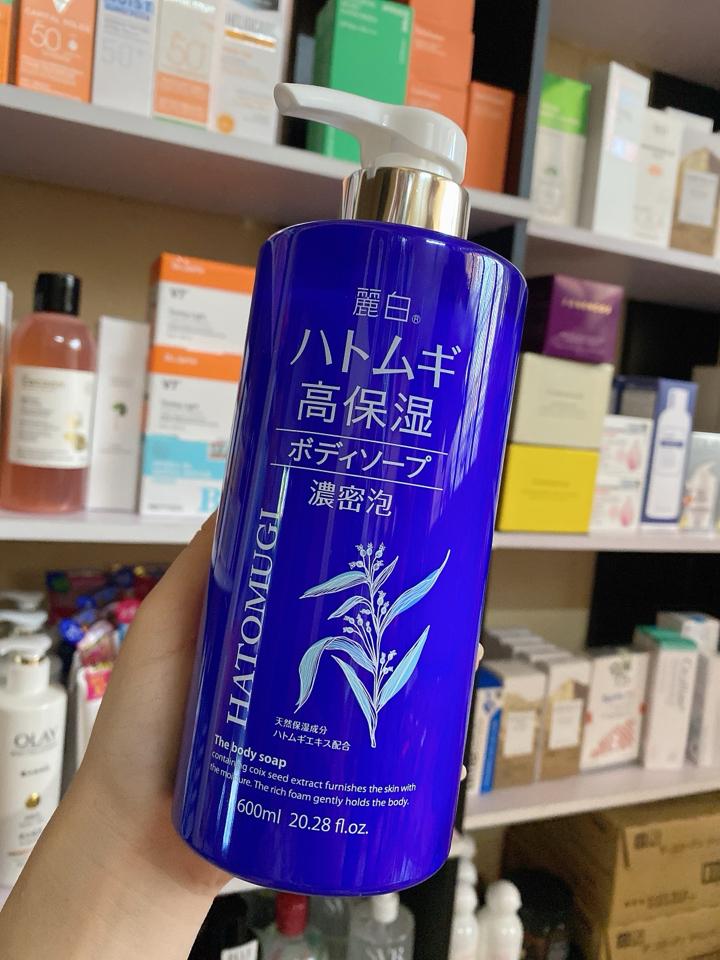 麗白®
ハトムギ
高保湿
ボディソープ
濃密泡
HATOMUGI
天然保湿成分
ハトムギエキス配合
The body soap
containing coix seed extract furnishes the skin with
the moisture. The rich foam gently holds the body.
600ml 20.28 fl.oz.
OLAY
50+